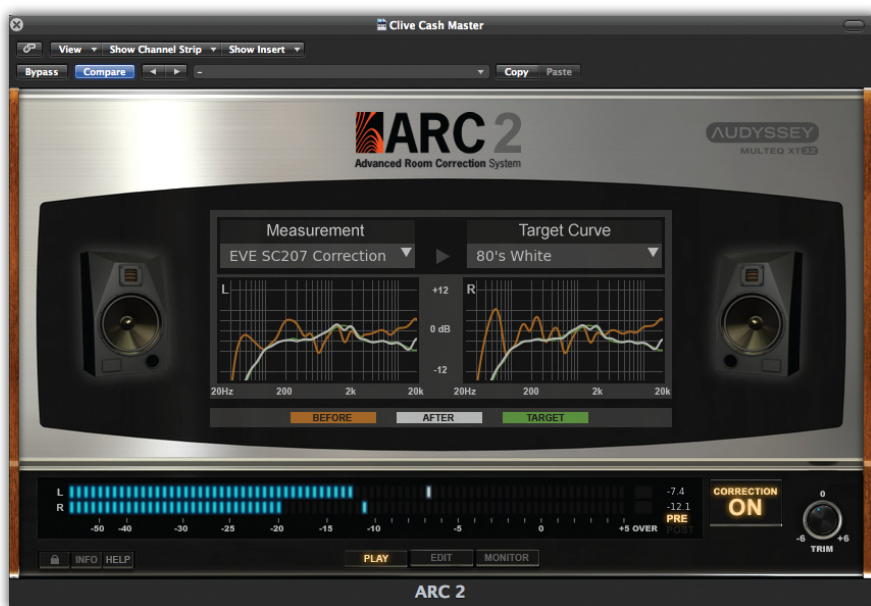 Clive Cash Master
View Show Channel Strip Show Insert
Bypass Compare - Copy Paste
ARC 2
Advanced Room Correction System
AUDYSSEY
MULTEQ XT32
Measurement Target Curve
EVE SC207 Correction 80's White
L +12 R
0 dB
-12
20Hz 200 2k 20k 20Hz 200 2k 20k
BEFORE AFTER TARGET
L -7.4 CORRECTION
R -12.1 ON 0
-50 -40 -30 -25 -20 -15 -10 -5 0 +5 OVER PRE
POST -6 +6
TRIM
INFO HELP PLAY EDIT MONITOR
ARC 2